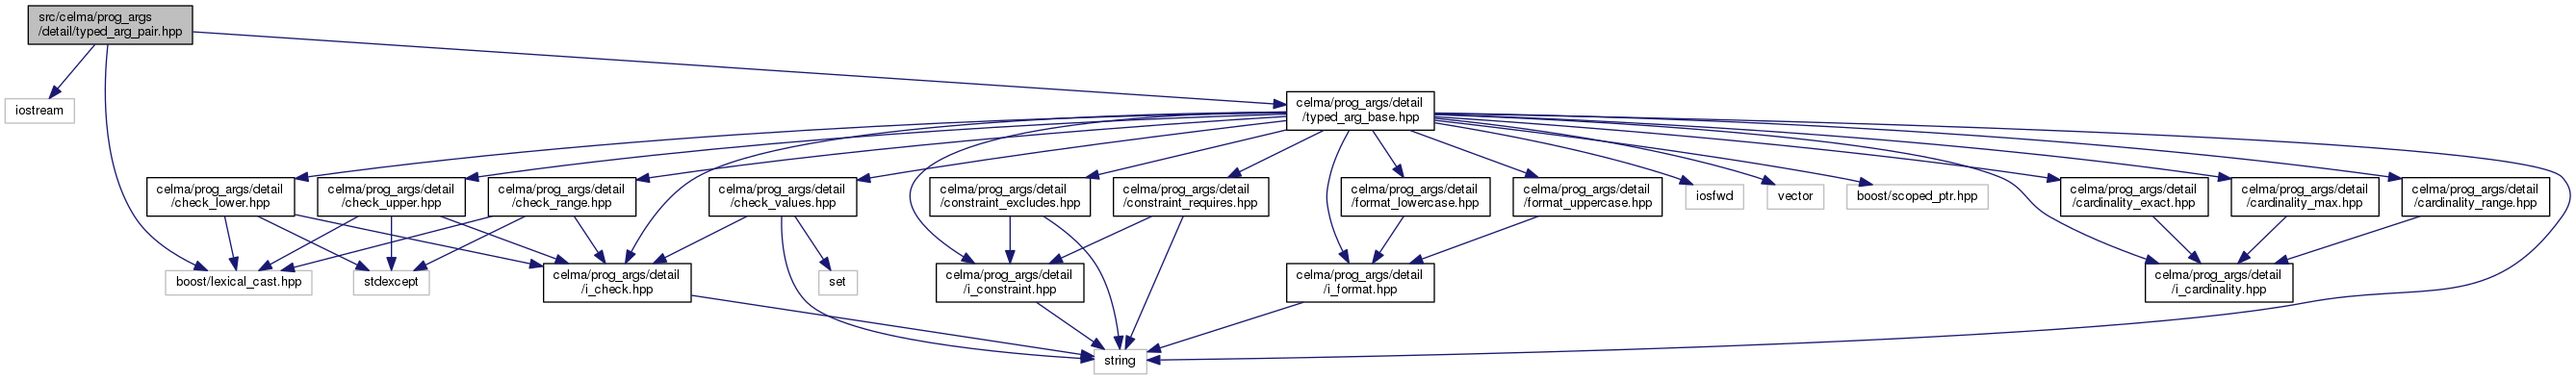 src/celma/prog_args
/detail/typed_arg_pair.hpp
iostream
celma/prog_args/detail
/typed_arg_base.hpp
celma/prog_args/detail
/check_lower.hpp
celma/prog_args/detail
/check_upper.hpp
celma/prog_args/detail
/check_range.hpp
celma/prog_args/detail
/check_values.hpp
celma/prog_args/detail
/constraint_excludes.hpp
celma/prog_args/detail
/constraint_requires.hpp
celma/prog_args/detail
/format_lowercase.hpp
celma/prog_args/detail
/format_uppercase.hpp
iosfwd
vector
boost/scoped_ptr.hpp
celma/prog_args/detail
/cardinality_exact.hpp
celma/prog_args/detail
/cardinality_max.hpp
celma/prog_args/detail
/cardinality_range.hpp
boost/lexical_cast.hpp
stdexcept
celma/prog_args/detail
/i_check.hpp
set
celma/prog_args/detail
/i_constraint.hpp
celma/prog_args/detail
/i_format.hpp
celma/prog_args/detail
/i_cardinality.hpp
string